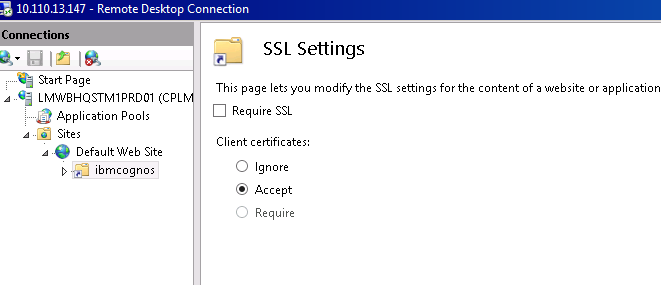 10.110.13.147 - Remote Desktop Connection
Connections
Start Page
LMWBHQSTM1PRD01 (CPLM
Application Pools
Sites
Default Web Site
ibmcognos
SSL Settings
This page lets you modify the SSL settings for the content of a website or application
Require SSL
Client certificates:
Ignore
Accept
Require